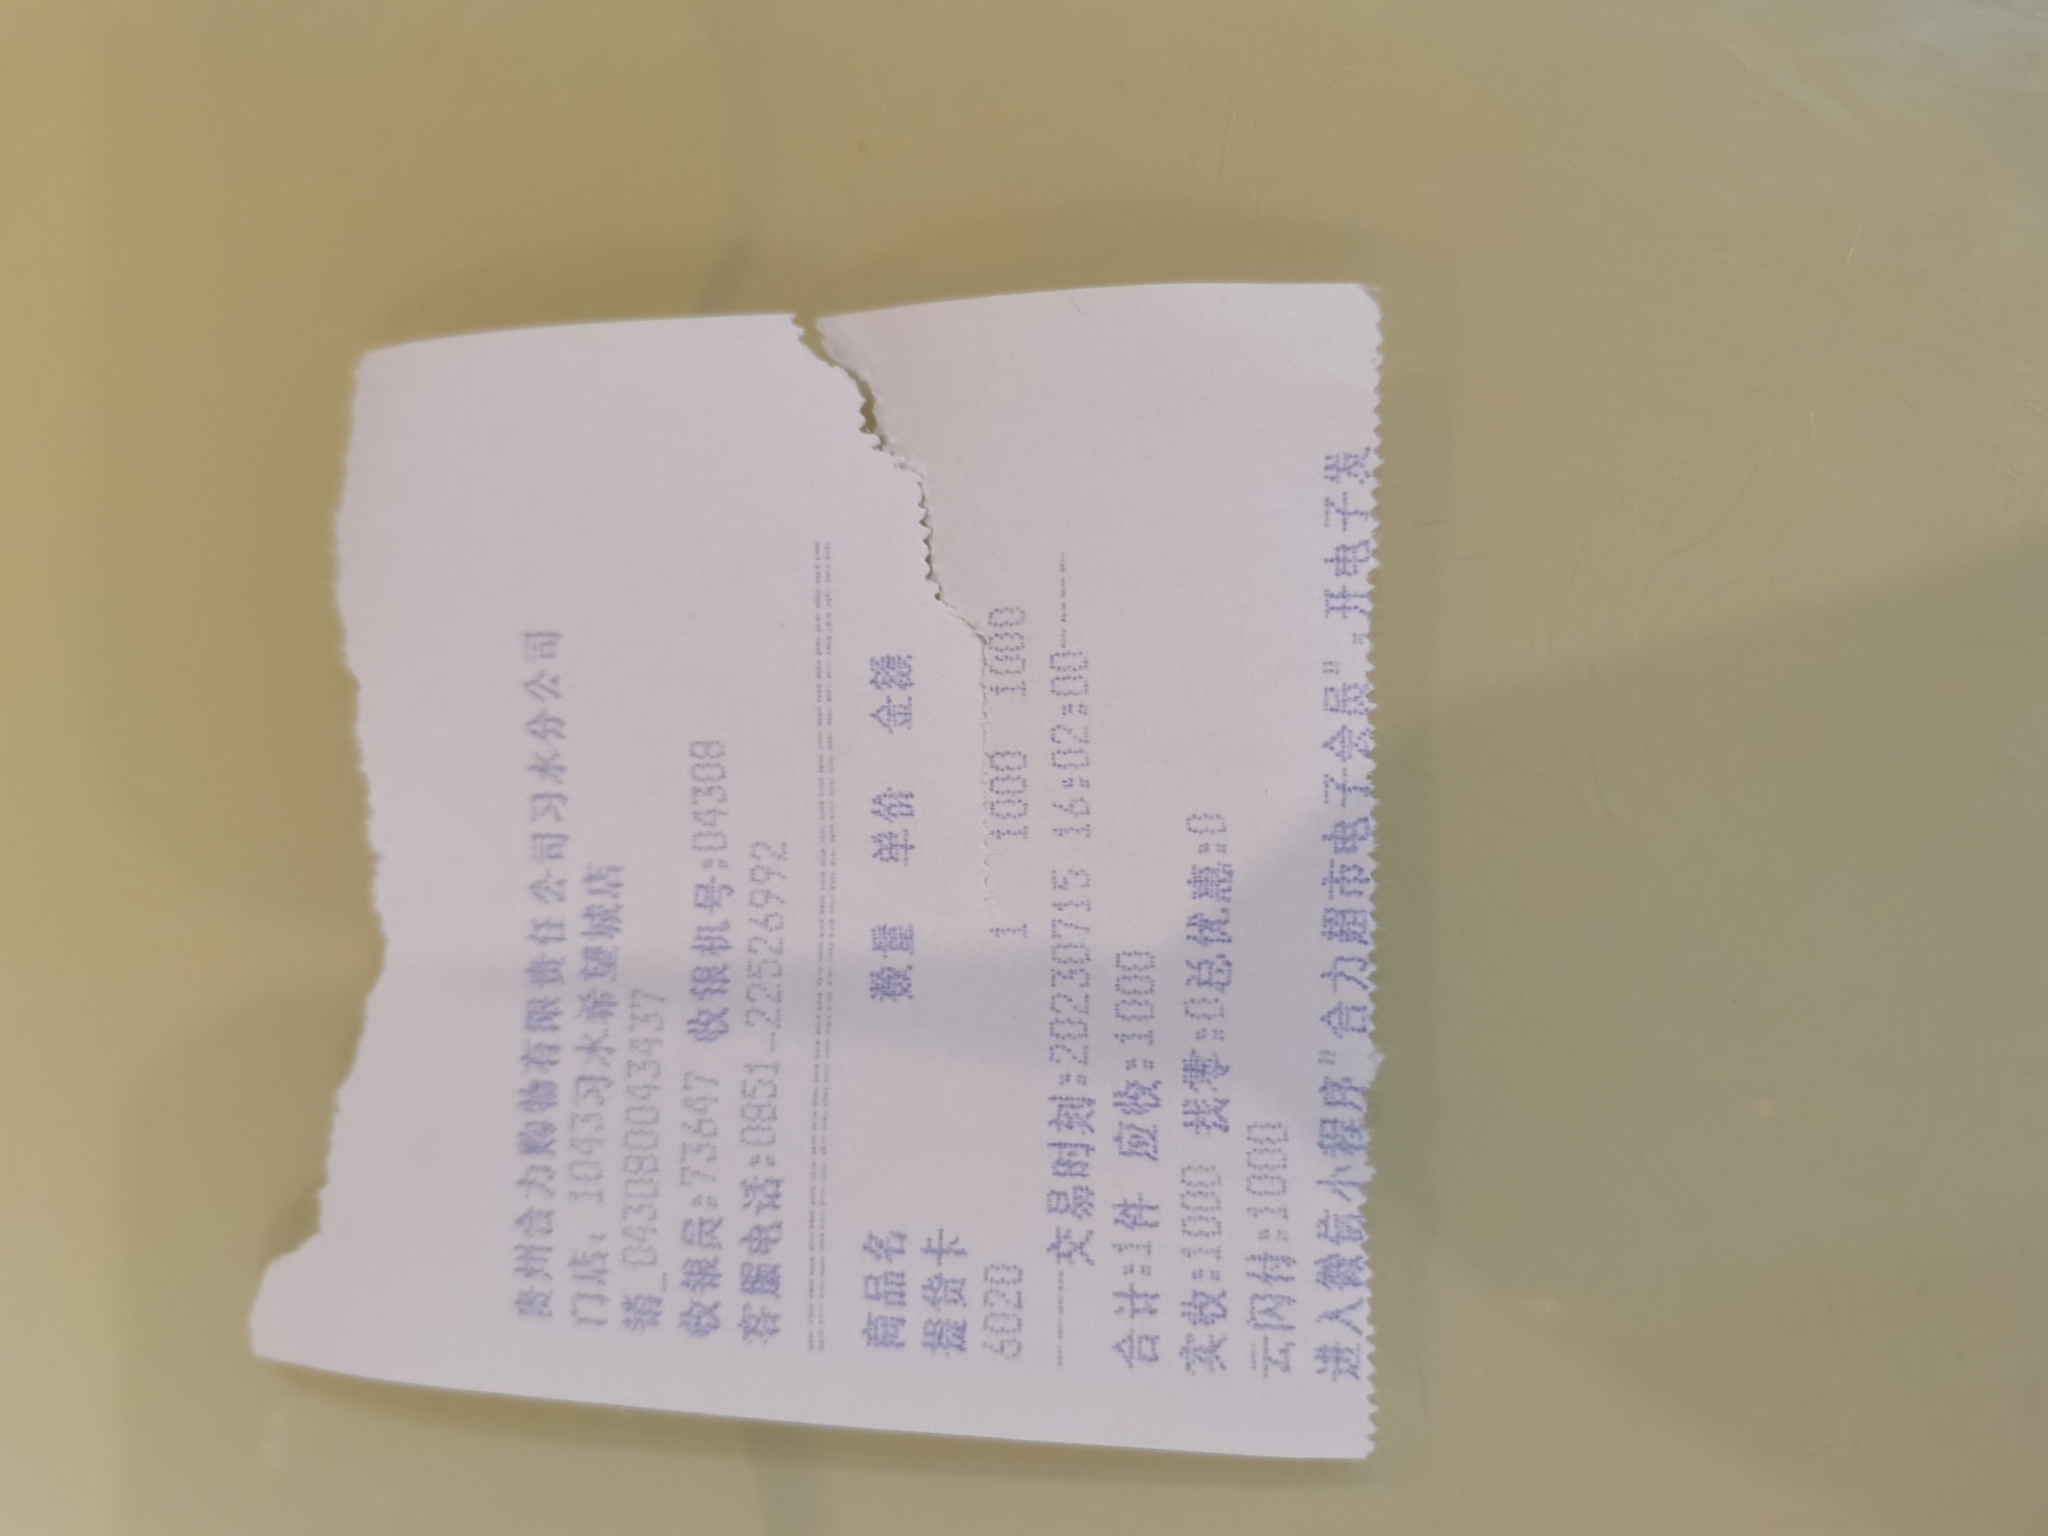 贵州合力购物有限责任公司习水分公司
门店：1043习水希望城店
销_043080043437
收银员:73647 收银机号:04308
客服电话:0851-22526992
================================
商品名 数量 单价 金额
提货卡
6020 1 1000 1000
-----交易时刻:20230715 16:02:00-----
合计:1件 应收:1000
实收:1000 找零:0总优惠:0
云闪付:1000
进入微信小程序"合力超市电子会员",开电子发